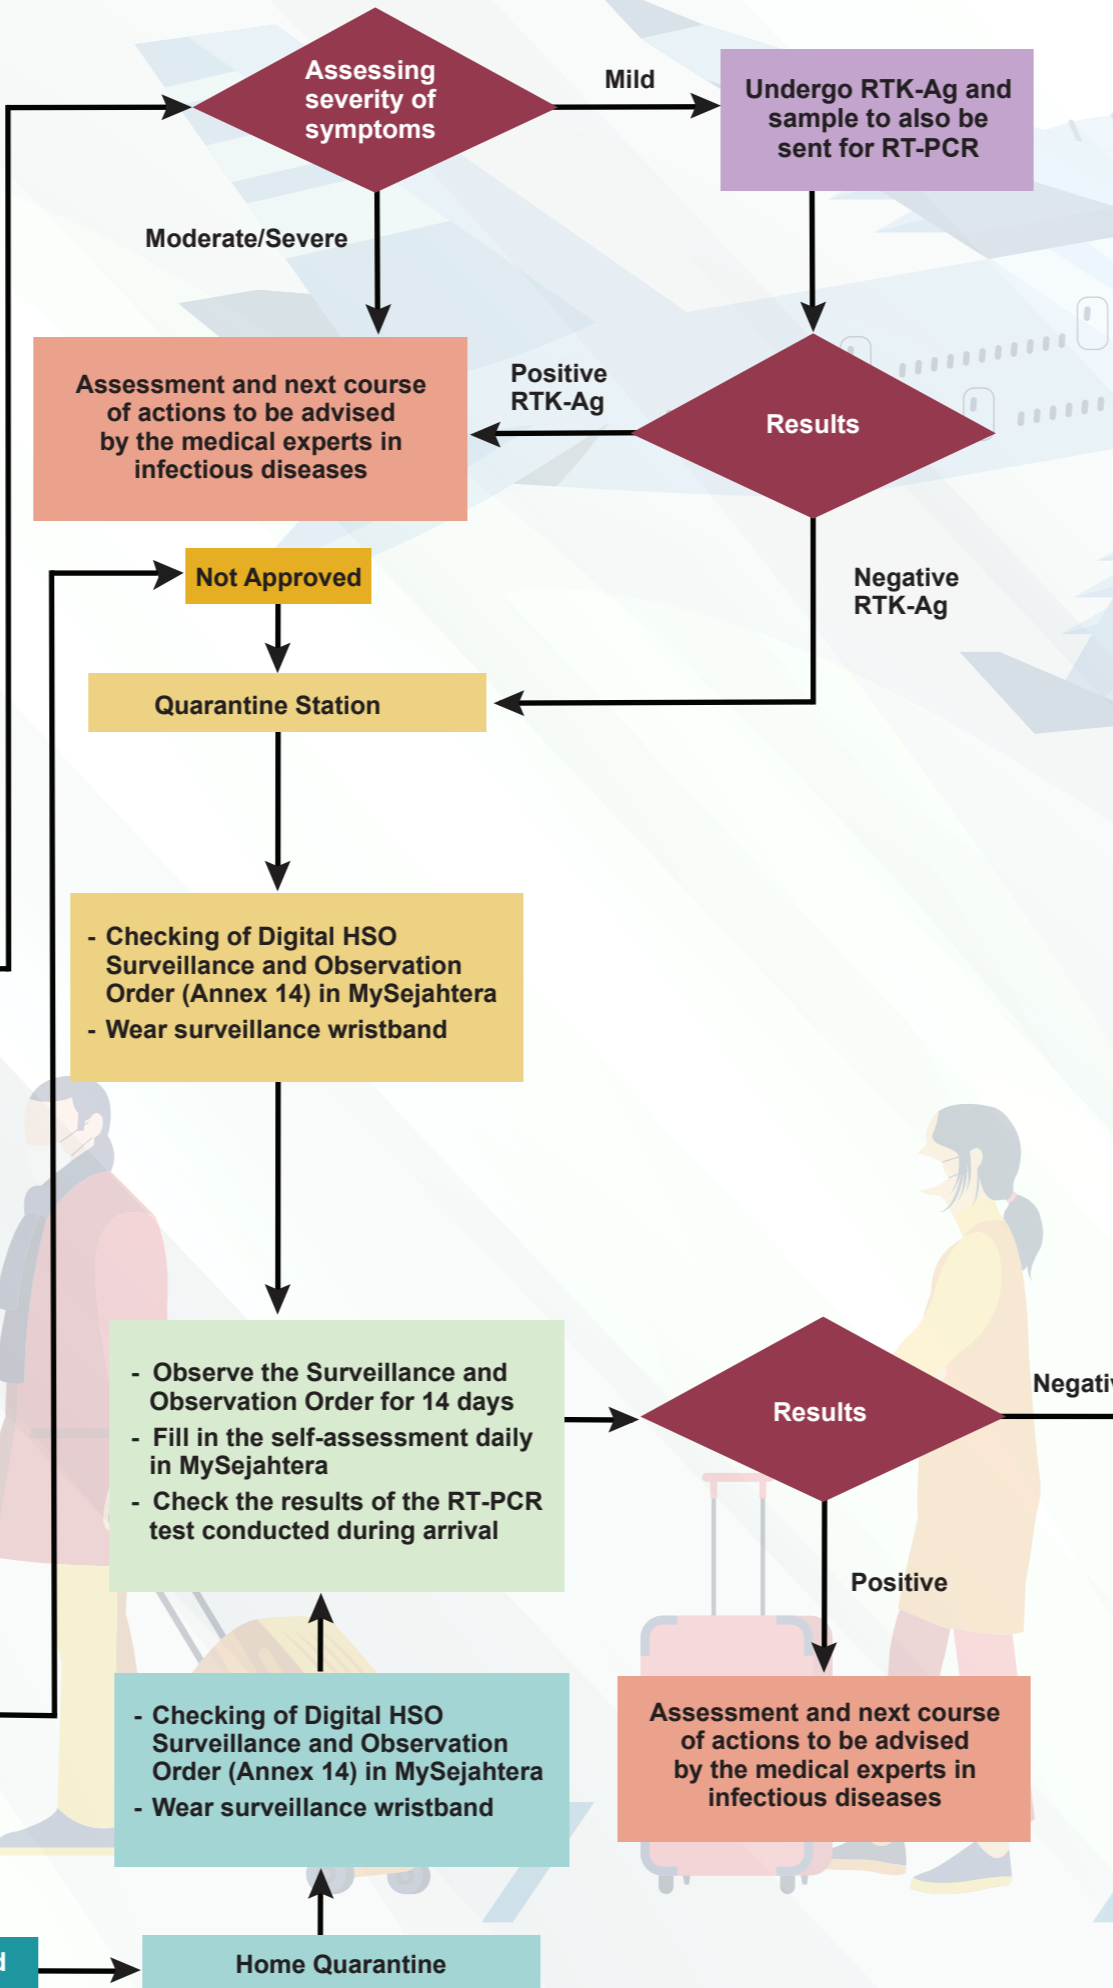 Assessing
severity of
symptoms
Mild
Undergo RTK-Ag and
sample to also be
sent for RT-PCR
Moderate/Severe
Assessment and next course
of actions to be advised
by the medical experts in
infectious diseases
Positive
RTK-Ag
Results
Not Approved
Negative
RTK-Ag
Quarantine Station
- Checking of Digital HSO
Surveillance and Observation
Order (Annex 14) in MySejahtera
- Wear surveillance wristband
- Observe the Surveillance and
Observation Order for 14 days
- Fill in the self-assessment daily
in MySejahtera
- Check the results of the RT-PCR
test conducted during arrival
Results
Positive
- Checking of Digital HSO
Surveillance and Observation
Order (Annex 14) in MySejahtera
- Wear surveillance wristband
Assessment and next course
of actions to be advised
by the medical experts in
infectious diseases
Home Quarantine